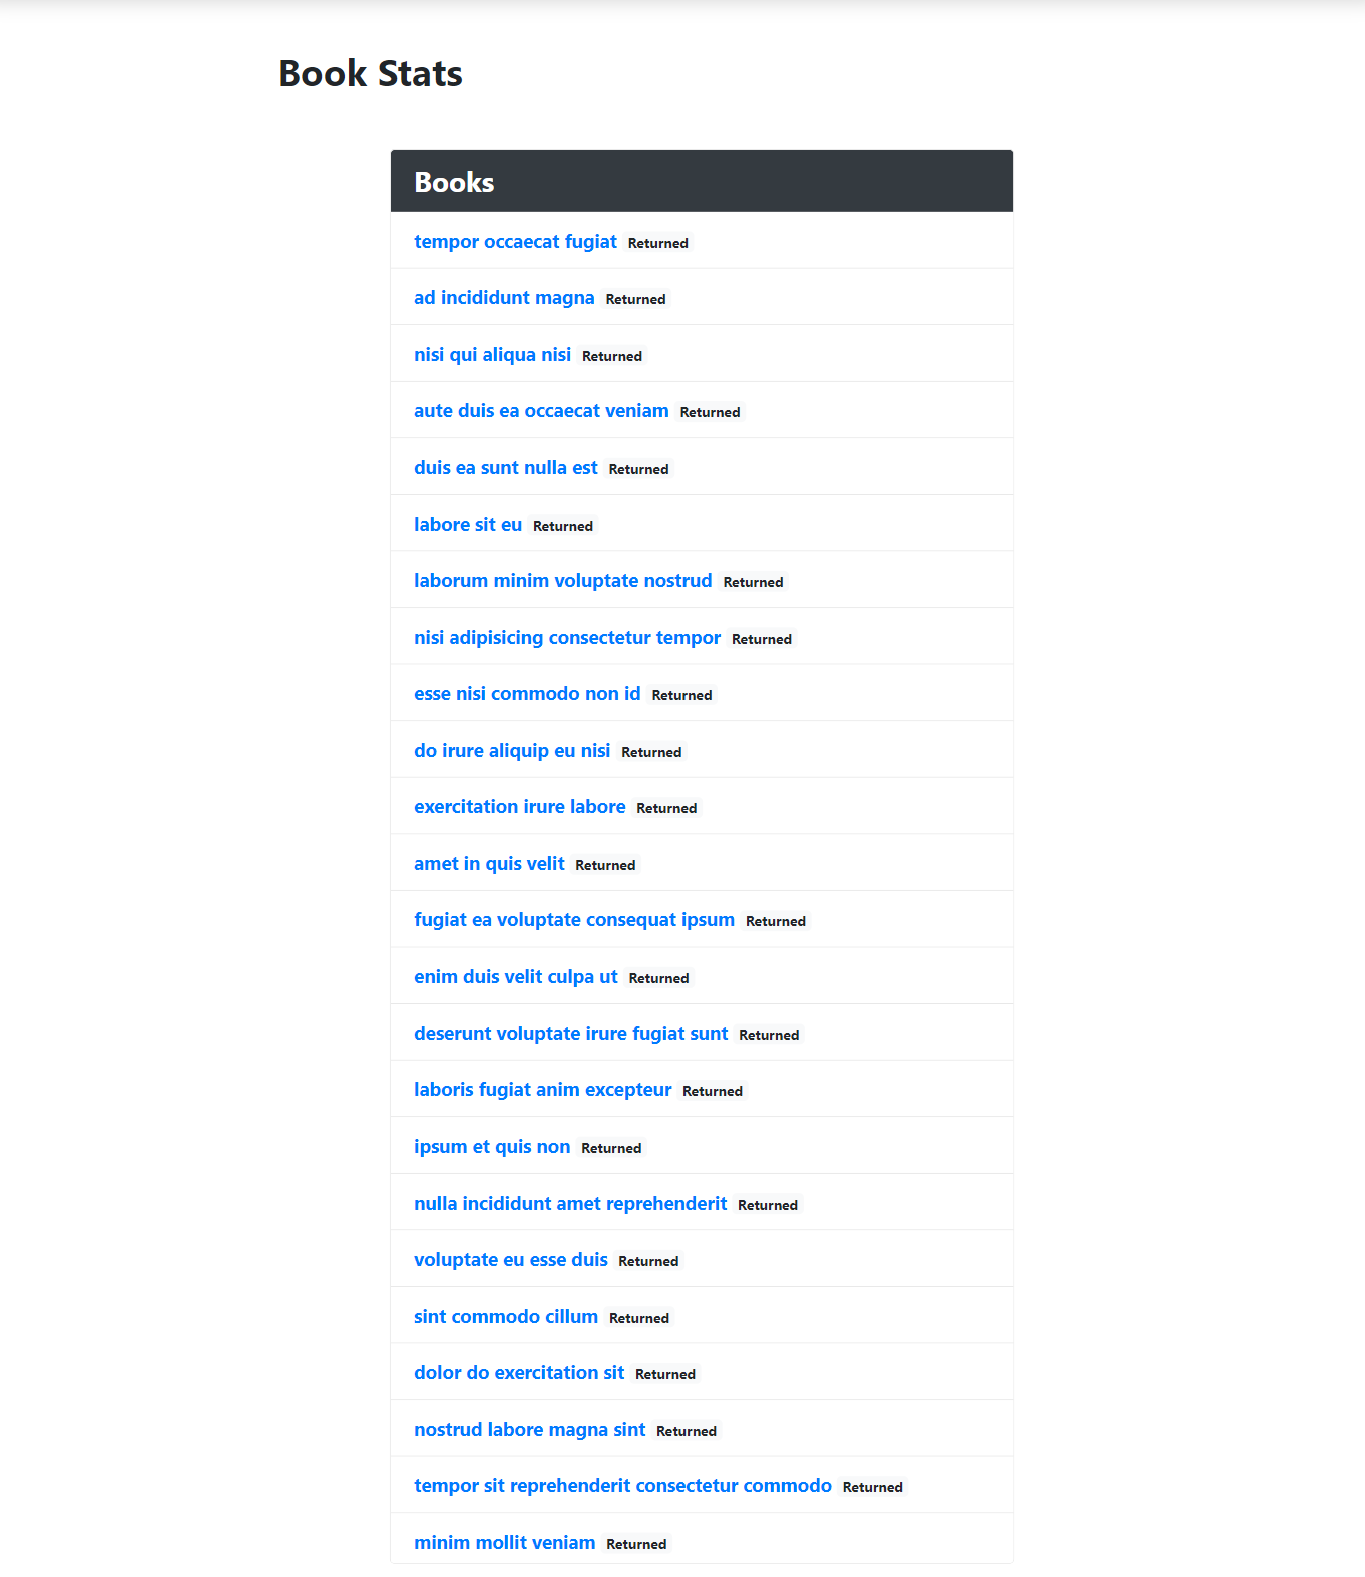 Book Stats
Books
tempor occaecat fugiat Returned
ad incididunt magna Returned
nisi qui aliqua nisi Returned
aute duis ea occaecat veniam Returned
duis ea sunt nulla est Returned
labore sit eu Returned
laborum minim voluptate nostrud Returned
nisi adipisicing consectetur tempor Returned
esse nisi commodo non id Returned
do irure aliquip eu nisi Returned
exercitation irure labore Returned
amet in quis velit Returned
fugiat ea voluptate consequat ipsum Returned
enim duis velit culpa ut Returned
deserunt voluptate irure fugiat sunt Returned
laboris fugiat anim excepteur Returned
ipsum et quis non Returned
nulla incididunt amet reprehenderit Returned
voluptate eu esse duis Returned
sint commodo cillum Returned
dolor do exercitation sit Returned
nostrud labore magna sint Returned
tempor sit reprehenderit consectetur commodo Returned
minim mollit veniam Returned